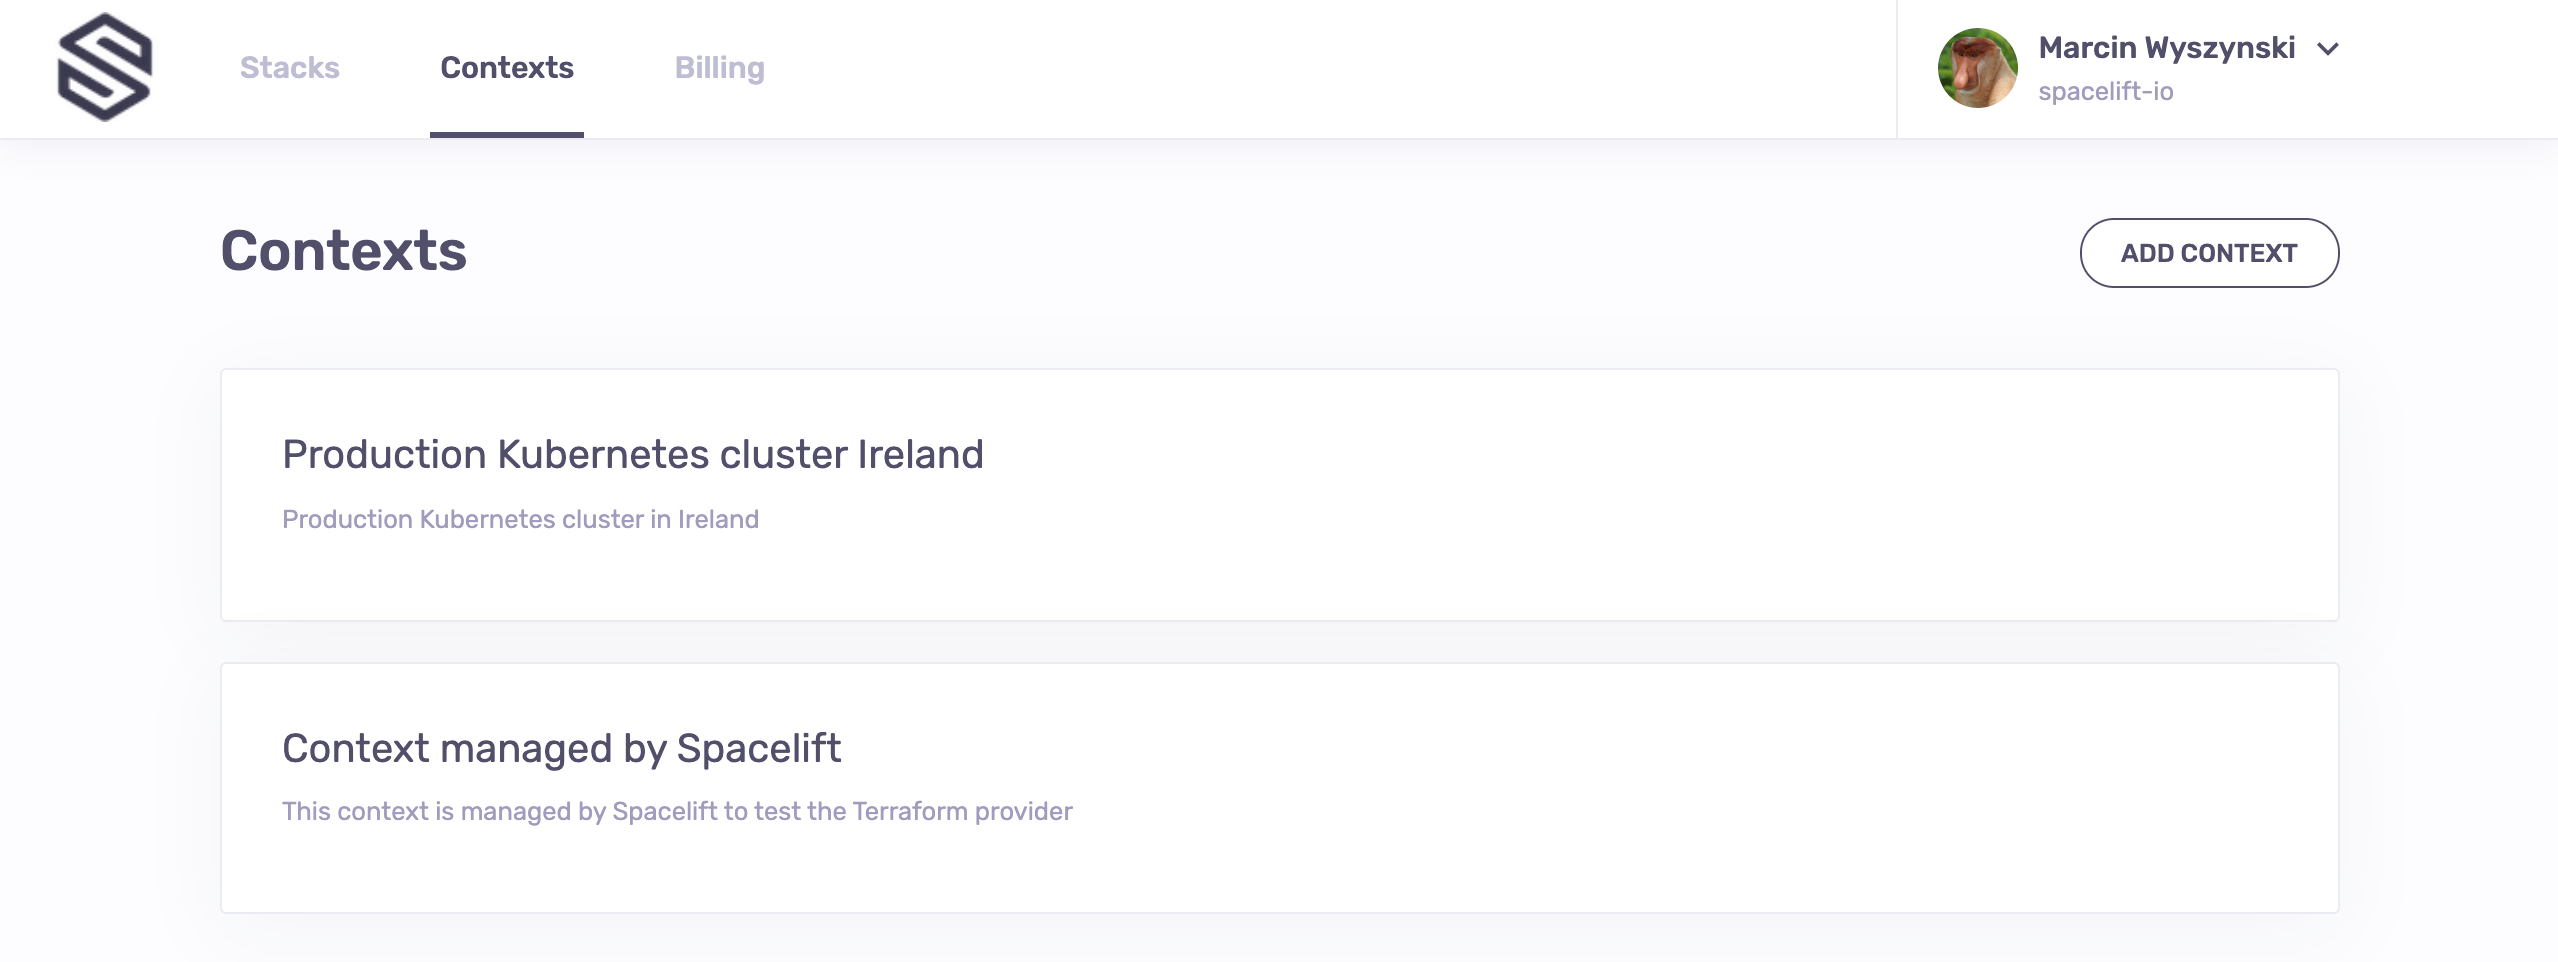 Stacks
Contexts
Billing
Marcin Wyszynski
spacelift-io
Contexts
ADD CONTEXT
Production Kubernetes cluster Ireland
Production Kubernetes cluster in Ireland
Context managed by Spacelift
This context is managed by Spacelift to test the Terraform provider